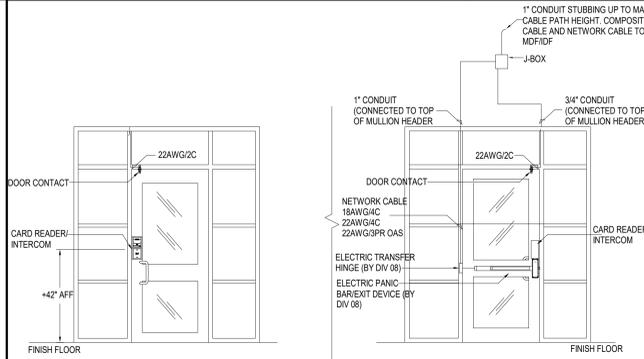 1" CONDUIT STUBBING UP TO
CABLE PATH HEIGHT.
CABLE AND NETWORK CABLE TO
MDF/IDF
J-BOX
1" CONDUIT
(CONNECTED TO TOP
OF MULLION HEADER
3/4" CONDUIT
(CONNECTED TO TOP
OF MULLION HEADER
22AWG/2C
DOOR CONTACT
CARD READER/
INTERCOM
+42" AFF
FINISH FLOOR
22AWG/2C
DOOR CONTACT
NETWORK CABLE
18AWG/4C
22AWG/4C
22AWG/3PR OAS
ELECTRIC TRANSFER
HINGE (BY DIV 08)
ELECTRIC PANIC
BAR/EXIT DEVICE (BY
DIV 08)
CARD READER
INTERCOM
FINISH FLOOR